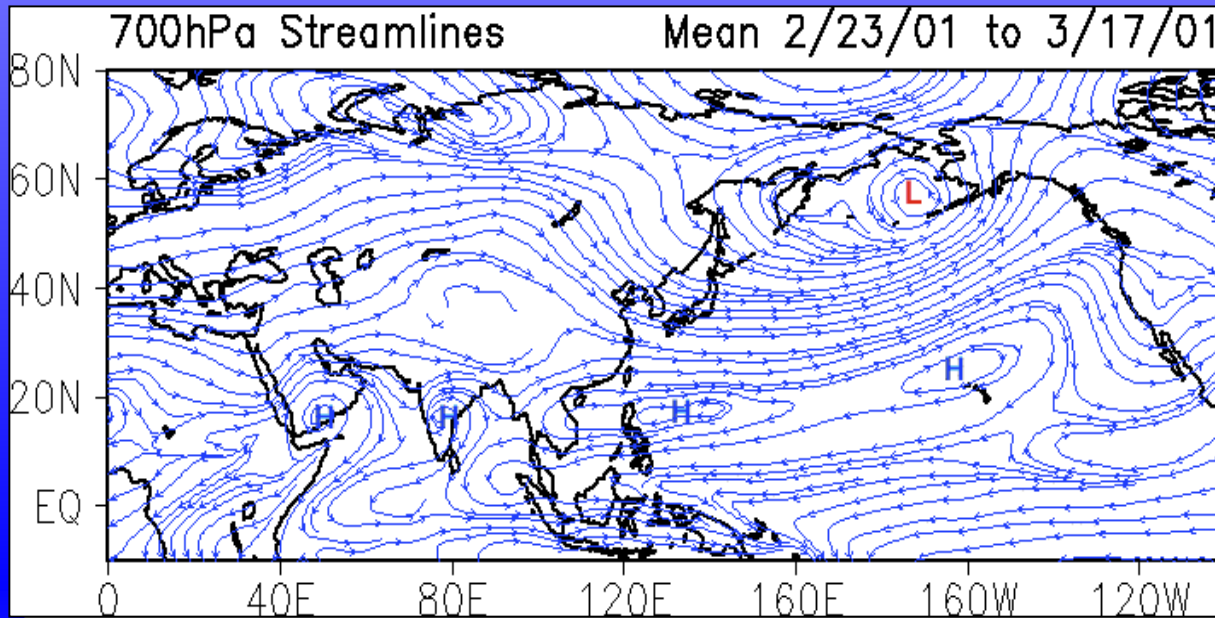 700hPa Streamlines Mean 2/23/01 to 3/17/01
80N
60N
L
40N
H
20N
H H H
EQ
0 40E 80E 120E 160E 160W 120W